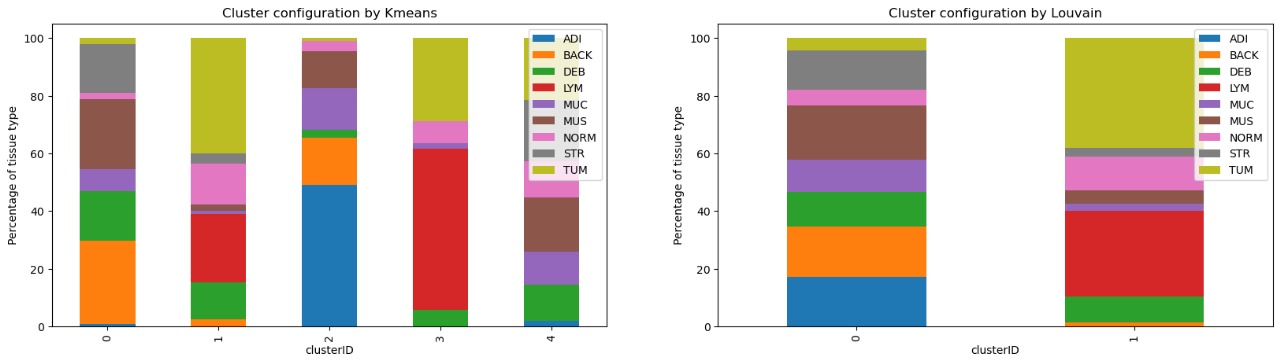 Cluster configuration by Kmeans
100
80
60
40
20
0
Percentage of tissue type
0
1
2
3
4
clusterID
ADI
BACK
DEB
LYM
MUC
MUS
NORM
STR
TUM
Cluster configuration by Louvain
100
80
60
40
20
0
Percentage of tissue type
0
1
clusterID
ADI
BACK
DEB
LYM
MUC
MUS
NORM
STR
TUM